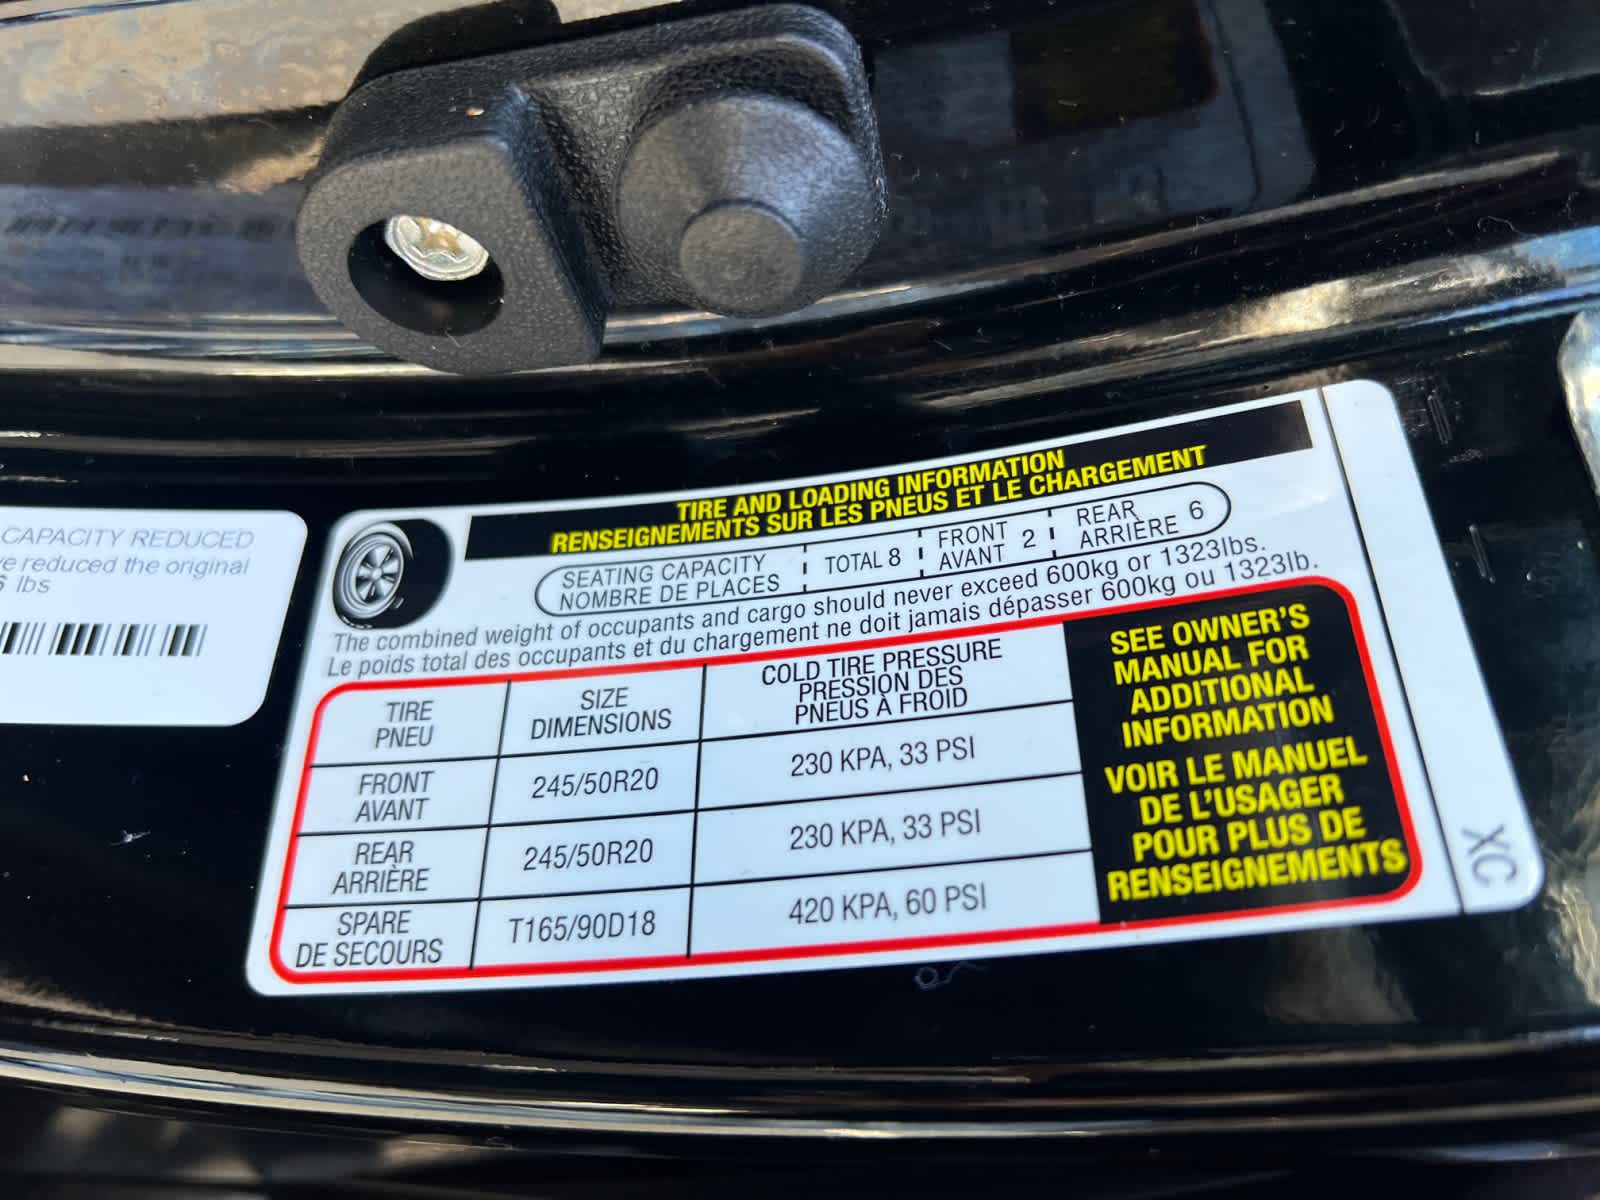 CAPACITY REDUCED
ve reduced the original
6 lbs
TIRE AND LOADING INFORMATION
RENSEIGNEMENTS SUR LES PNEUS ET LE CHARGEMENT
SEATING CAPACITY
NOMBRE DE PLACES
TOTAL 8
FRONT
AVANT
2
REAR
ARRIÈRE
6
The combined weight of occupants and cargo should never exceed 600kg or 1323lbs.
Le poids total des occupants et du chargement ne doit jamais dépasser 600kg ou 1323lb.
TIRE
PNEU
SIZE
DIMENSIONS
COLD TIRE PRESSURE
PRESSION DES
PNEUS À FROID
FRONT
AVANT
245/50R20
230 KPA, 33 PSI
REAR
ARRIÈRE
245/50R20
230 KPA, 33 PSI
SPARE
DE SECOURS
T165/90D18
420 KPA, 60 PSI
SEE OWNER'S
MANUAL FOR
ADDITIONAL
INFORMATION
VOIR LE MANUEL
DE L'USAGER
POUR PLUS DE
RENSEIGNEMENTS
XC